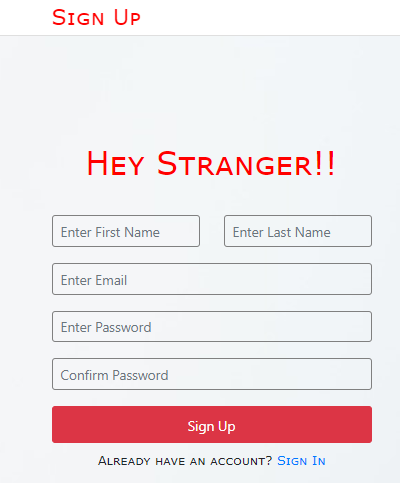 Sign Up
Hey Stranger!!
Enter First Name Enter Last Name
Enter Email
Enter Password
Confirm Password
Sign Up
Already have an account? Sign In